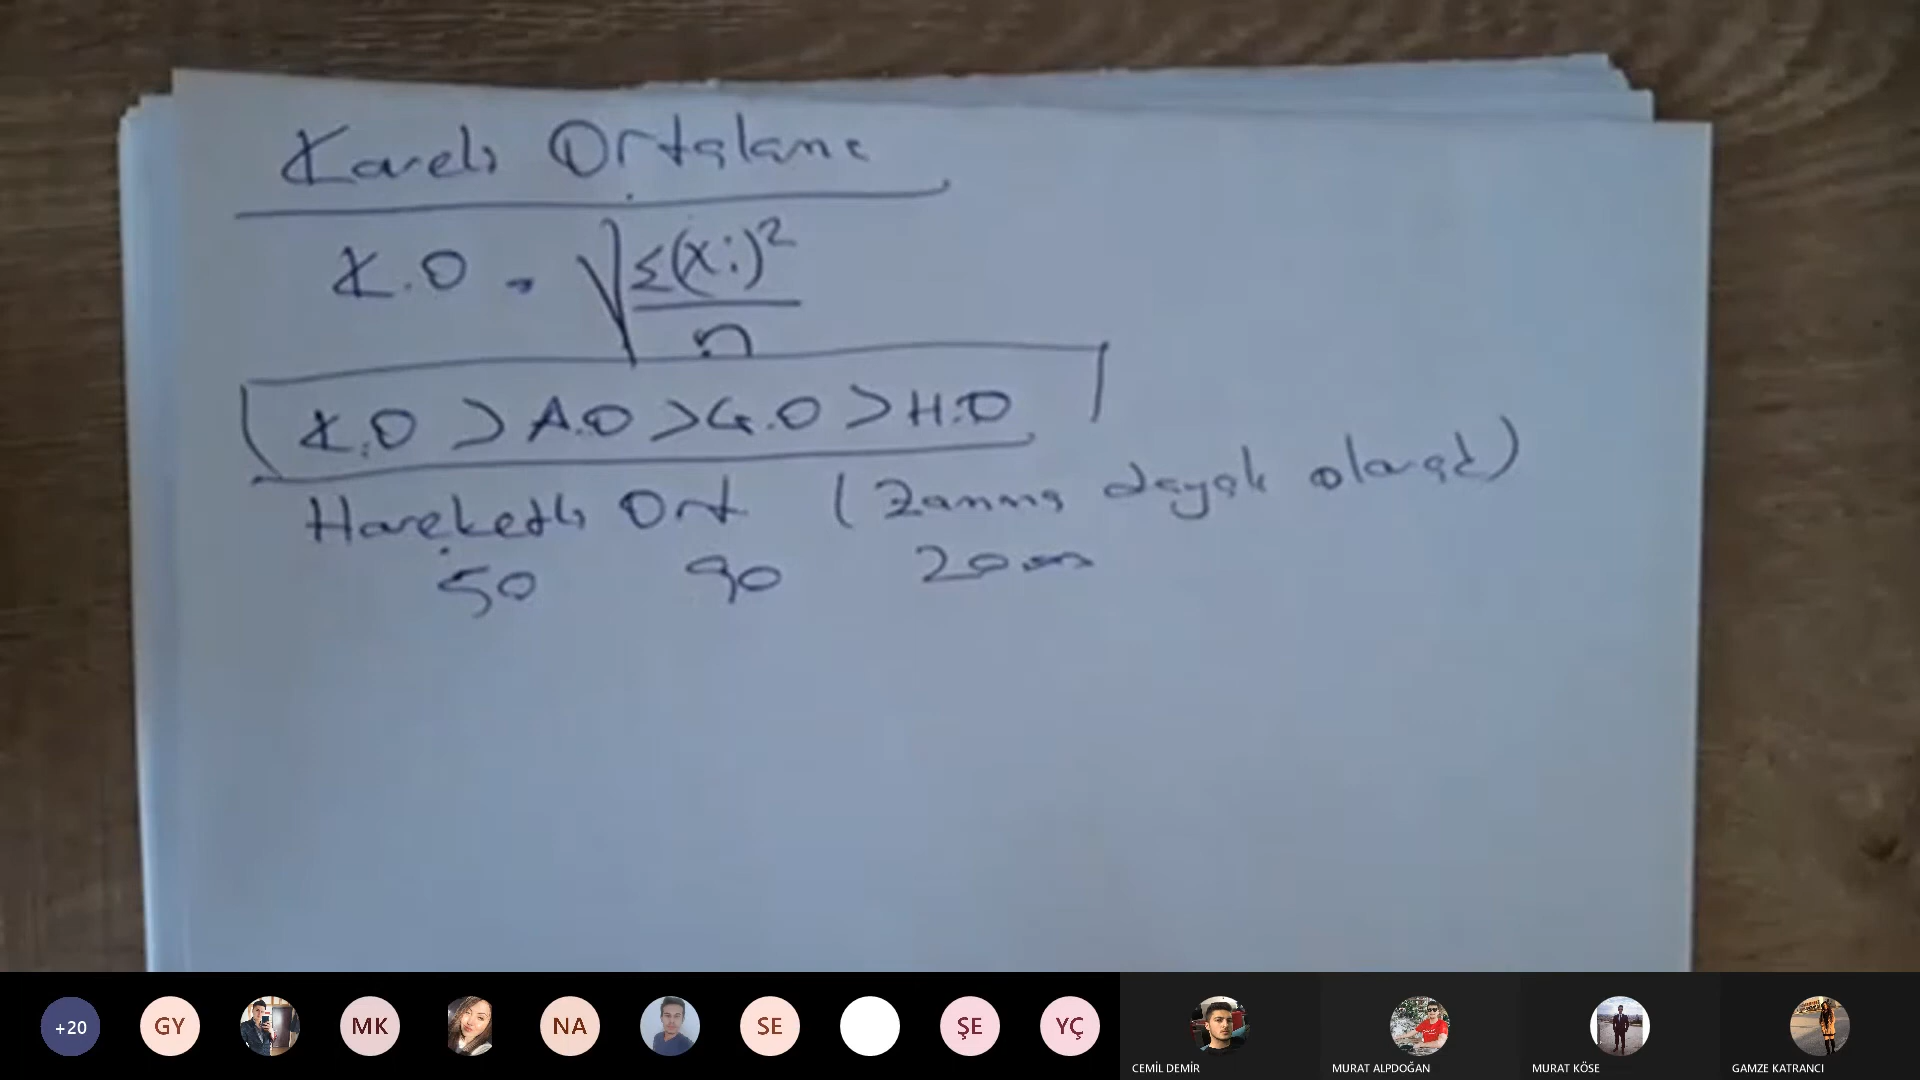 Kareli Ortalama
K.O = √Σ(xi)²
n
K.O > A.O > G.O > H.O
Hareketli Ort (Zamana dayalı olarak)
50 90
+20 GY MK NA SE ŞE YÇ
CEMİL DEMİR MURAT ALPDOĞAN MURAT KÖSE GAMZE KATRANCI